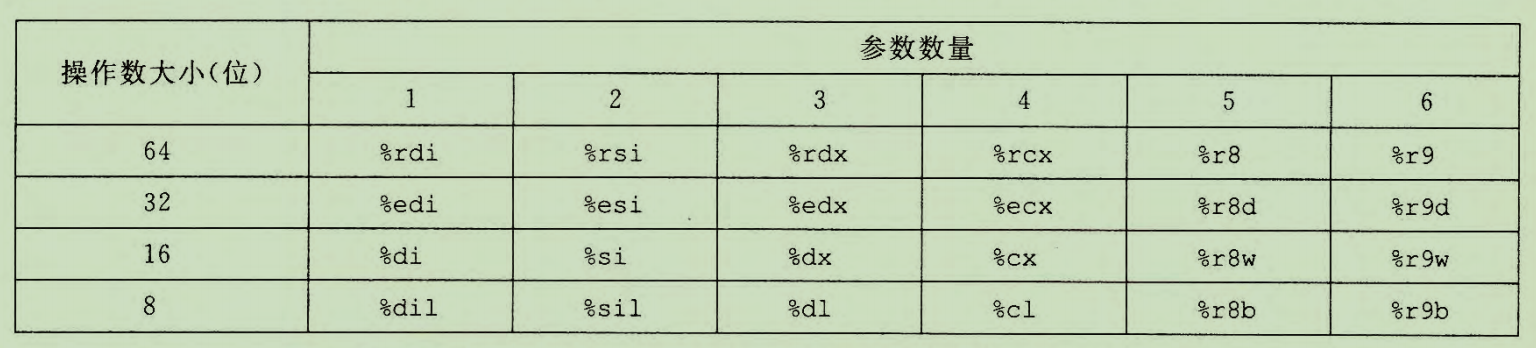 操作数大小(位) 参数数量
1 2 3 4 5 6
64 %rdi %rsi %rdx %rcx %r8 %r9
32 %edi %esi %edx %ecx %r8d %r9d
16 %di %si %dx %cx %r8w %r9w
8 %dil %sil %dl %cl %r8b %r9b